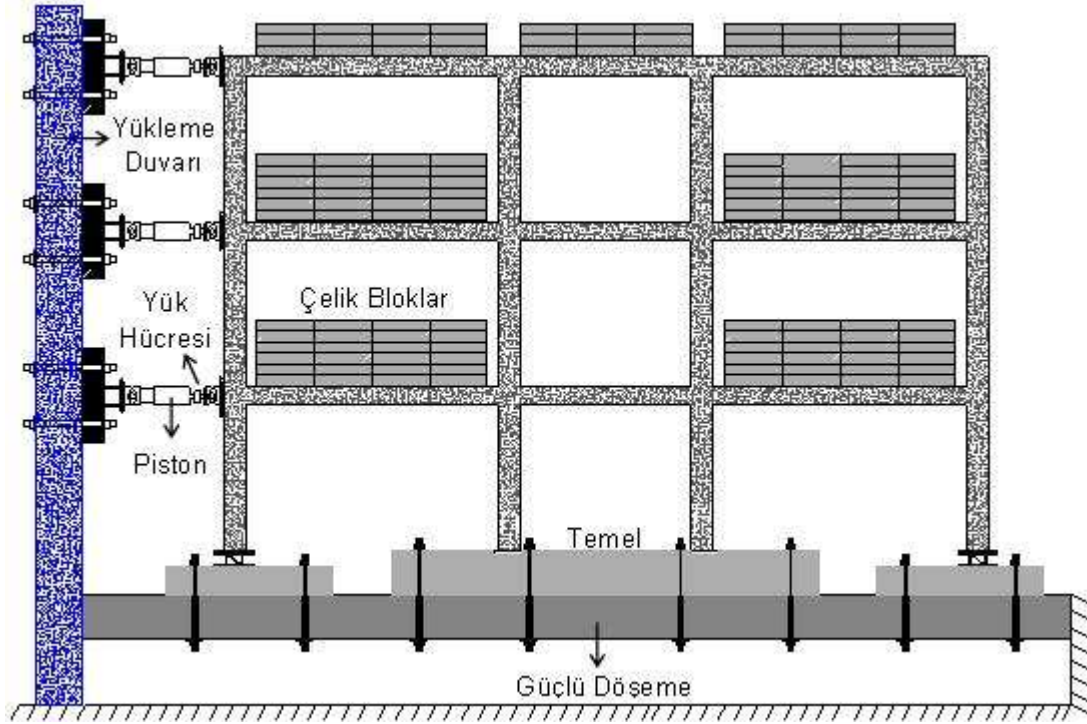 Yükleme
Duvarı
Yük
Hücresi
Çelik Bloklar
Piston
Temel
Güçlü Döşeme